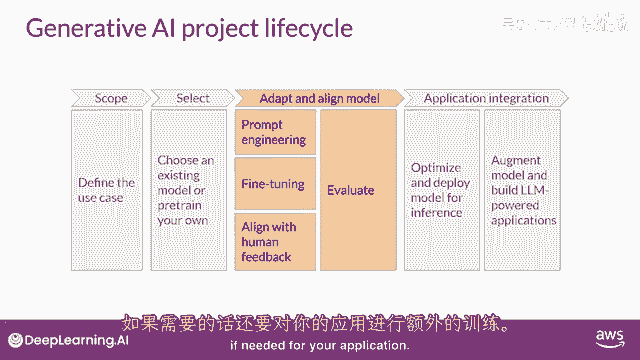 Generative AI project lifecycle
Scope
Select
Adapt and align model
Application integration
Define the
use case
Choose an
existing
model or
pretrain
your own
Prompt
engineering
Fine-tuning
Align with
human
feedback
Evaluate
Optimize
and deploy
model for
inference
Augment
model and
build LLM-
powered
applications
如果需要的话还要对你的应用进行额外的训练。
if needed for your application.
DeepLearning.AI
aws